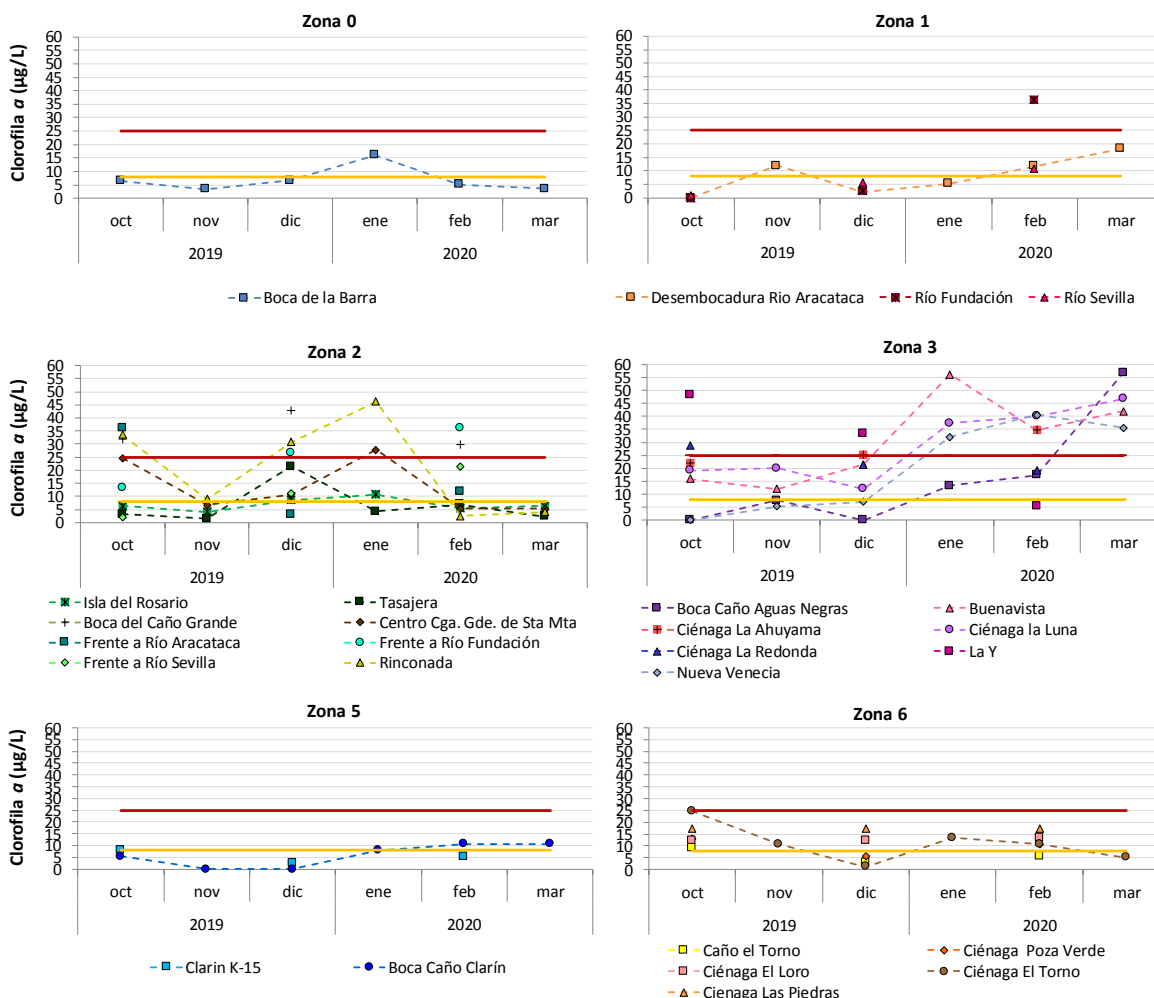 Zona 0
Clorofila a (µg/L)
60
55
50
45
40
35
30
25
20
15
10
5
0
oct nov dic ene feb mar
2019 2020
Boca de la Barra
Zona 1
60
55
50
45
40
35
30
25
20
15
10
5
0
oct nov dic ene feb mar
2019 2020
Desembocadura Rio Aracataca Río Fundación Río Sevilla
Zona 2
Clorofila a (µg/L)
60
55
50
45
40
35
30
25
20
15
10
5
0
oct nov dic ene feb mar
2019 2020
Isla del Rosario Tasajera
Boca del Caño Grande Centro Cga. Gde. de Sta Mta
Frente a Río Aracataca Frente a Río Fundación
Frente a Río Sevilla Rinconada
Zona 3
60
55
50
45
40
35
30
25
20
15
10
5
0
oct nov dic ene feb mar
2019 2020
Boca Caño Aguas Negras Buenavista
Ciénaga La Ahuyama Ciénaga la Luna
Ciénaga La Redonda La Y
Nueva Venecia
Zona 5
Clorofila a (µg/L)
60
55
50
45
40
35
30
25
20
15
10
5
0
oct nov dic ene feb mar
2019 2020
Clarin K-15 Boca Caño Clarín
Zona 6
60
55
50
45
40
35
30
25
20
15
10
5
0
oct nov dic ene feb mar
2019 2020
Caño el Torno Ciénaga Poza Verde
Ciénaga El Loro Ciénaga El Torno
Cienaga Las Piedras